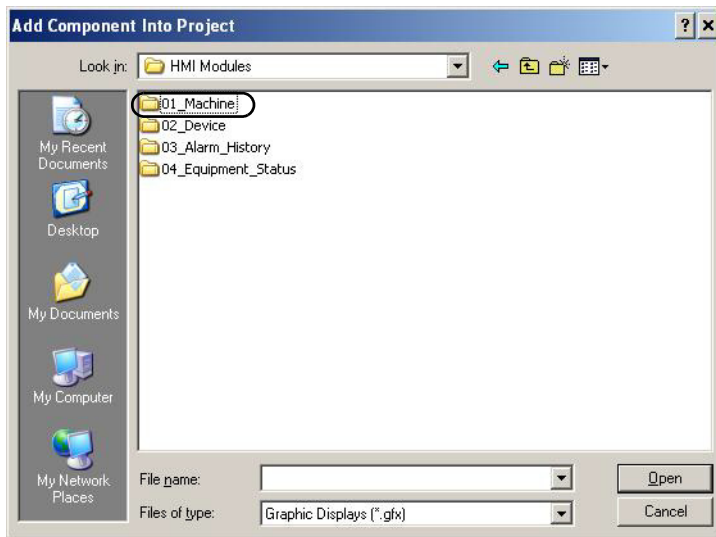 Add Component Into Project
Look in: HMI Modules
My Recent Documents
Desktop
My Documents
My Computer
My Network Places
01_Machine
02_Device
03_Alarm_History
04_Equipment_Status
File name:
Open
Files of type: Graphic Displays (*.gfx)
Cancel